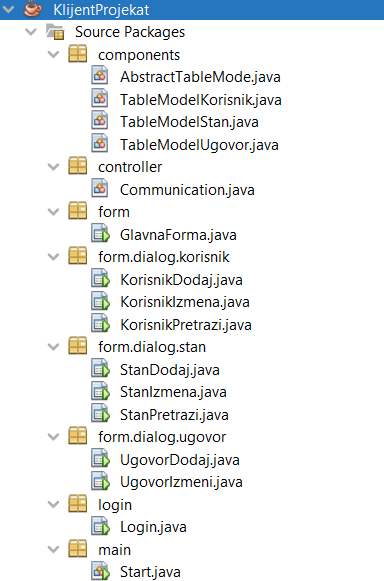 KlijentProjekat
Source Packages
components
AbstractTableMode.java
TableModelKorisnik.java
TableModelStan.java
TableModelUgovor.java
controller
Communication.java
form
GlavnaForma.java
form.dialog.korisnik
KorisnikDodaj.java
KorisnikIzmena.java
KorisnikPretrazi.java
form.dialog.stan
StanDodaj.java
StanIzmena.java
StanPretrazi.java
form.dialog.ugovor
UgovorDodaj.java
UgovorIzmeni.java
login
Login.java
main
Start.java